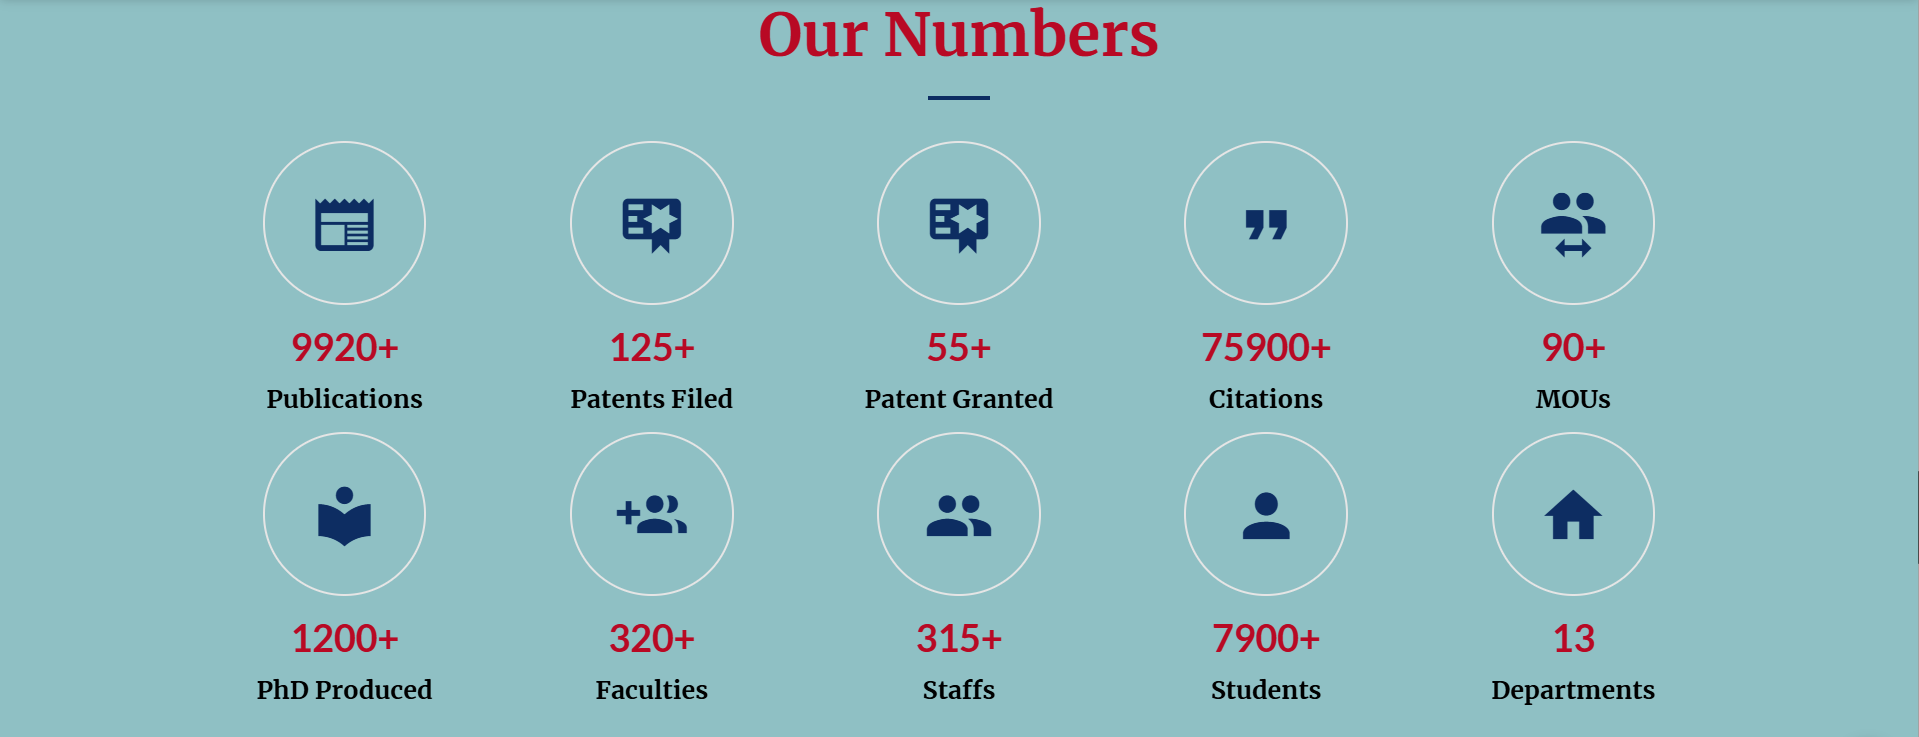 Our Numbers
9920+
Publications
125+
Patents Filed
55+
Patent Granted
75900+
Citations
90+
MOUs
1200+
PhD Produced
320+
Faculties
315+
Staffs
7900+
Students
13
Departments